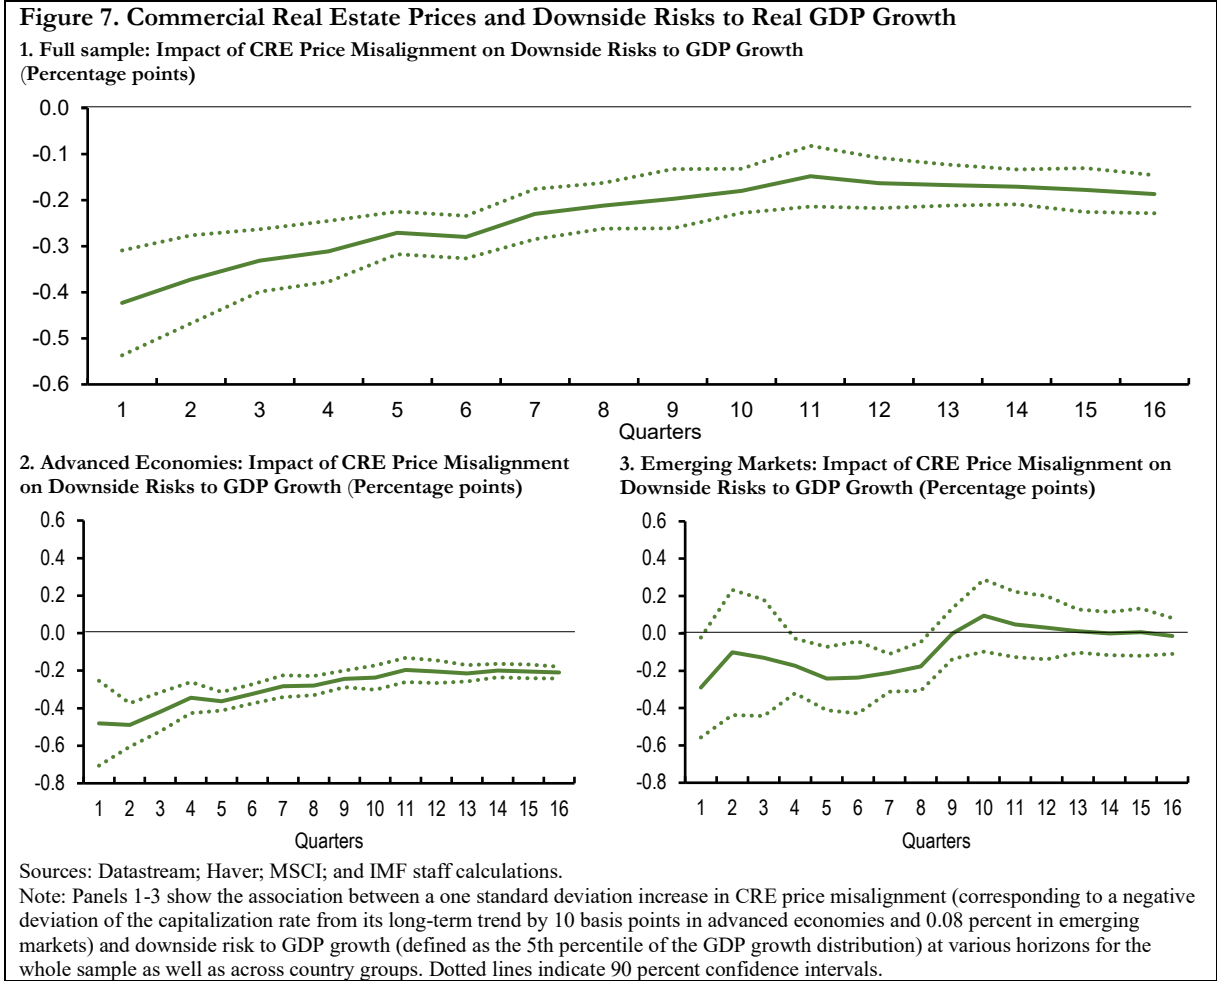 Figure 7. Commercial Real Estate Prices and Downside Risks to Real GDP Growth
1. Full sample: Impact of CRE Price Misalignment on Downside Risks to GDP Growth
(Percentage points)
0.0
-0.1
-0.2
-0.3
-0.4
-0.5
-0.6
1 2 3 4 5 6 7 8 9 10 11 12 13 14 15 16
Quarters
2. Advanced Economies: Impact of CRE Price Misalignment
on Downside Risks to GDP Growth (Percentage points)
0.6
0.4
0.2
0.0
-0.2
-0.4
-0.6
-0.8
1 2 3 4 5 6 7 8 9 10 11 12 13 14 15 16
Quarters
3. Emerging Markets: Impact of CRE Price Misalignment on
Downside Risks to GDP Growth (Percentage points)
0.6
0.4
0.2
0.0
-0.2
-0.4
-0.6
-0.8
1 2 3 4 5 6 7 8 9 10 11 12 13 14 15 16
Quarters
Sources: Datastream; Haver; MSCI; and IMF staff calculations.
Note: Panels 1-3 show the association between a one standard deviation increase in CRE price misalignment (corresponding to a negative
deviation of the capitalization rate from its long-term trend by 10 basis points in advanced economies and 0.08 percent in emerging
markets) and downside risk to GDP growth (defined as the 5th percentile of the GDP growth distribution) at various horizons for the
whole sample as well as across country groups. Dotted lines indicate 90 percent confidence intervals.